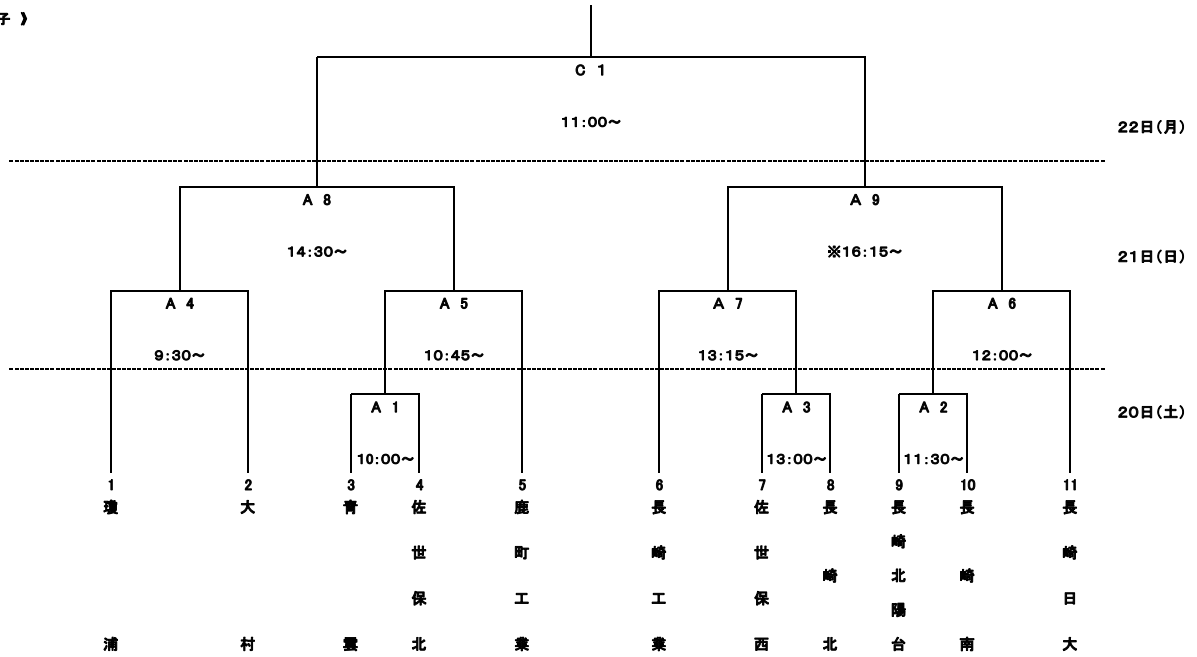 子 》
C 1
11:00~
22日(月)
A 8
A 9
14:30~
※16:15~
21日(日)
A 4
A 5
A 7
A 6
9:30~
10:45~
13:15~
12:00~
A 1
A 3
A 2
20日(土)
10:00~
13:00~
11:30~
1
2
3
4
5
6
7
8
9
10
11
瓊浦
大村
青雲
佐世保北
鹿町工業
長崎工業
佐世保西
長崎北
長崎北陽台
長崎南
長崎日大